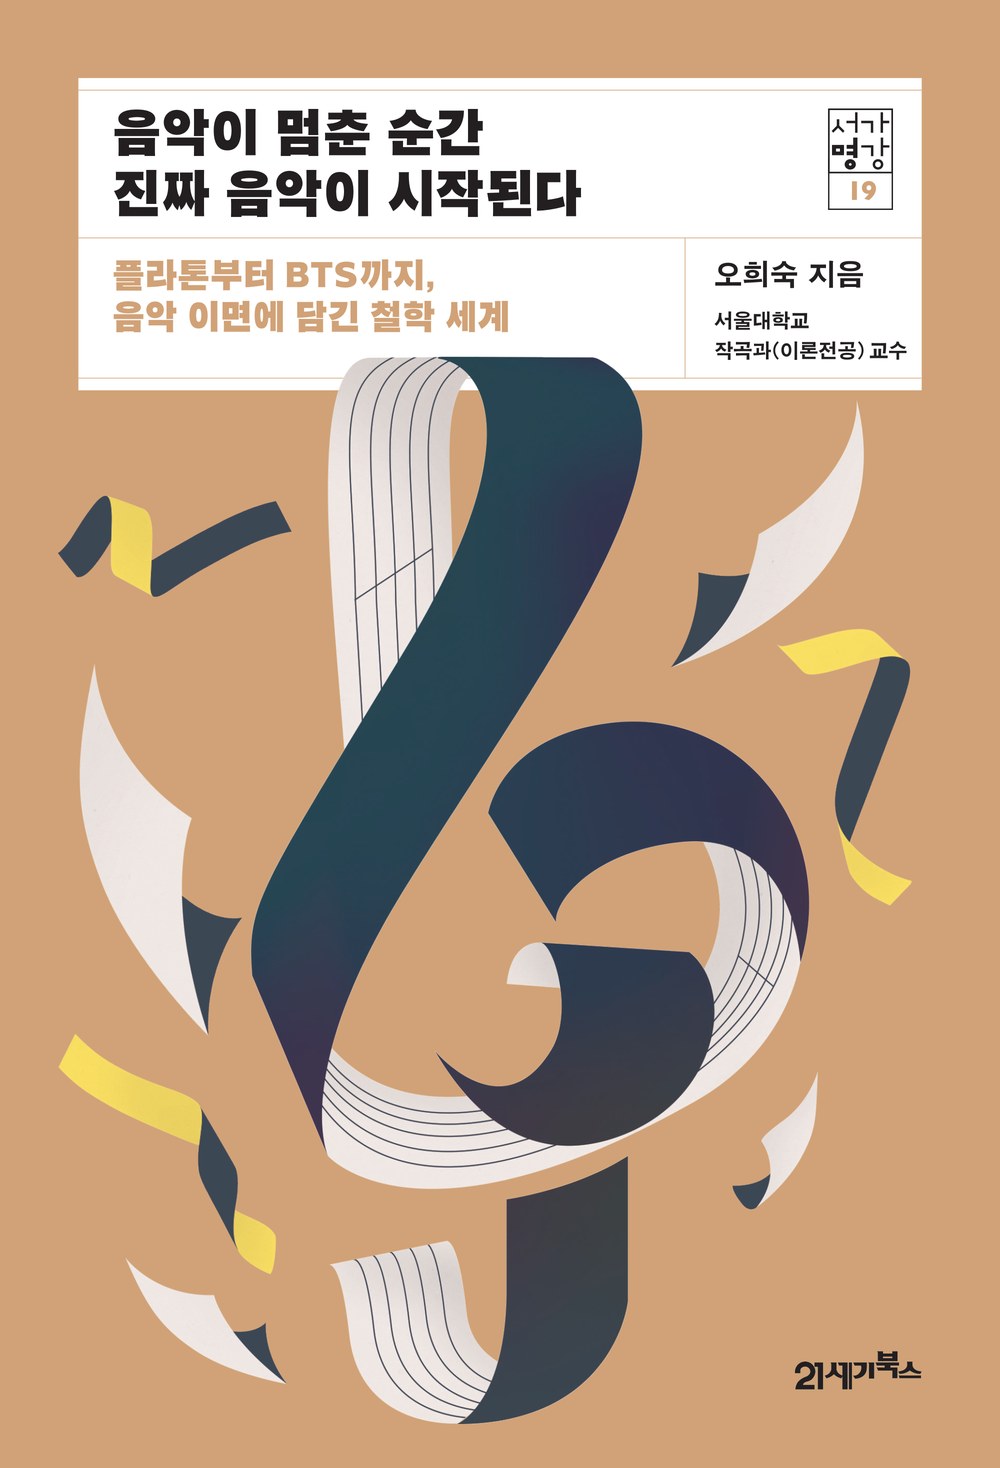 음악이 멈춘 순간
진짜 음악이 시작된다
서가
명강
19
플라톤부터 BTS까지,
음악 이면에 담긴 철학 세계
오희숙 지음
서울대학교
작곡과(이론전공) 교수
21세기북스